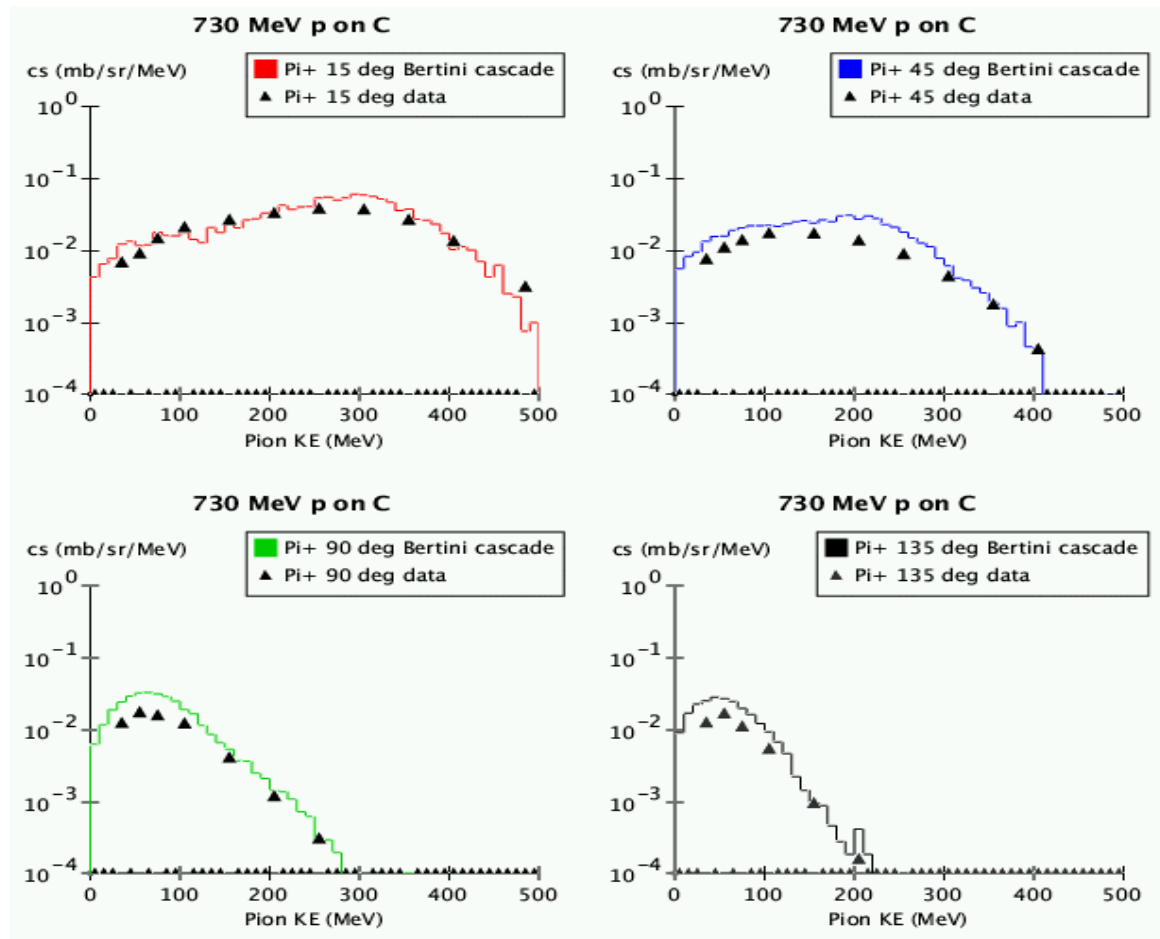 730 MeV p on C
cs (mb/sr/MeV)
Pi+ 15 deg Bertini cascade
Pi+ 15 deg data
10^0
10^-1
10^-2
10^-3
10^-4
0 100 200 300 400 500
Pion KE (MeV)
730 MeV p on C
cs (mb/sr/MeV)
Pi+ 45 deg Bertini cascade
Pi+ 45 deg data
10^0
10^-1
10^-2
10^-3
10^-4
0 100 200 300 400 500
Pion KE (MeV)
730 MeV p on C
cs (mb/sr/MeV)
Pi+ 90 deg Bertini cascade
Pi+ 90 deg data
10^0
10^-1
10^-2
10^-3
10^-4
0 100 200 300 400 500
Pion KE (MeV)
730 MeV p on C
cs (mb/sr/MeV)
Pi+ 135 deg Bertini cascade
Pi+ 135 deg data
10^0
10^-1
10^-2
10^-3
10^-4
0 100 200 300 400 500
Pion KE (MeV)